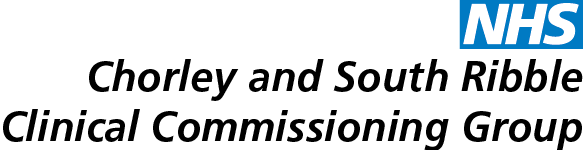 NHS
Chorley and South Ribble
Clinical Commissioning Group